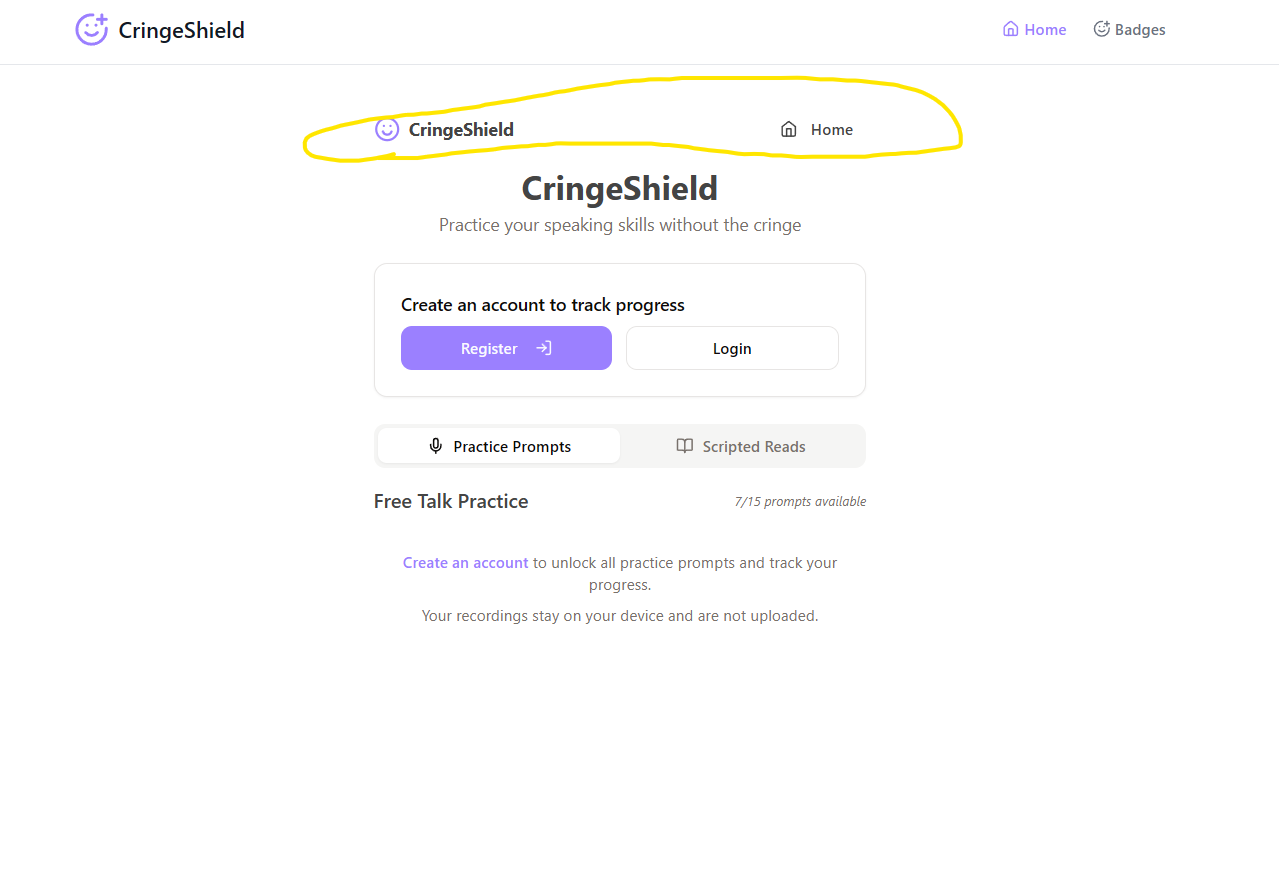 CringeShield Home Badges
CringeShield Home
CringeShield
Practice your speaking skills without the cringe
Create an account to track progress
Register Login
Practice Prompts Scripted Reads
Free Talk Practice 7/15 prompts available
Create an account to unlock all practice prompts and track your
progress.
Your recordings stay on your device and are not uploaded.